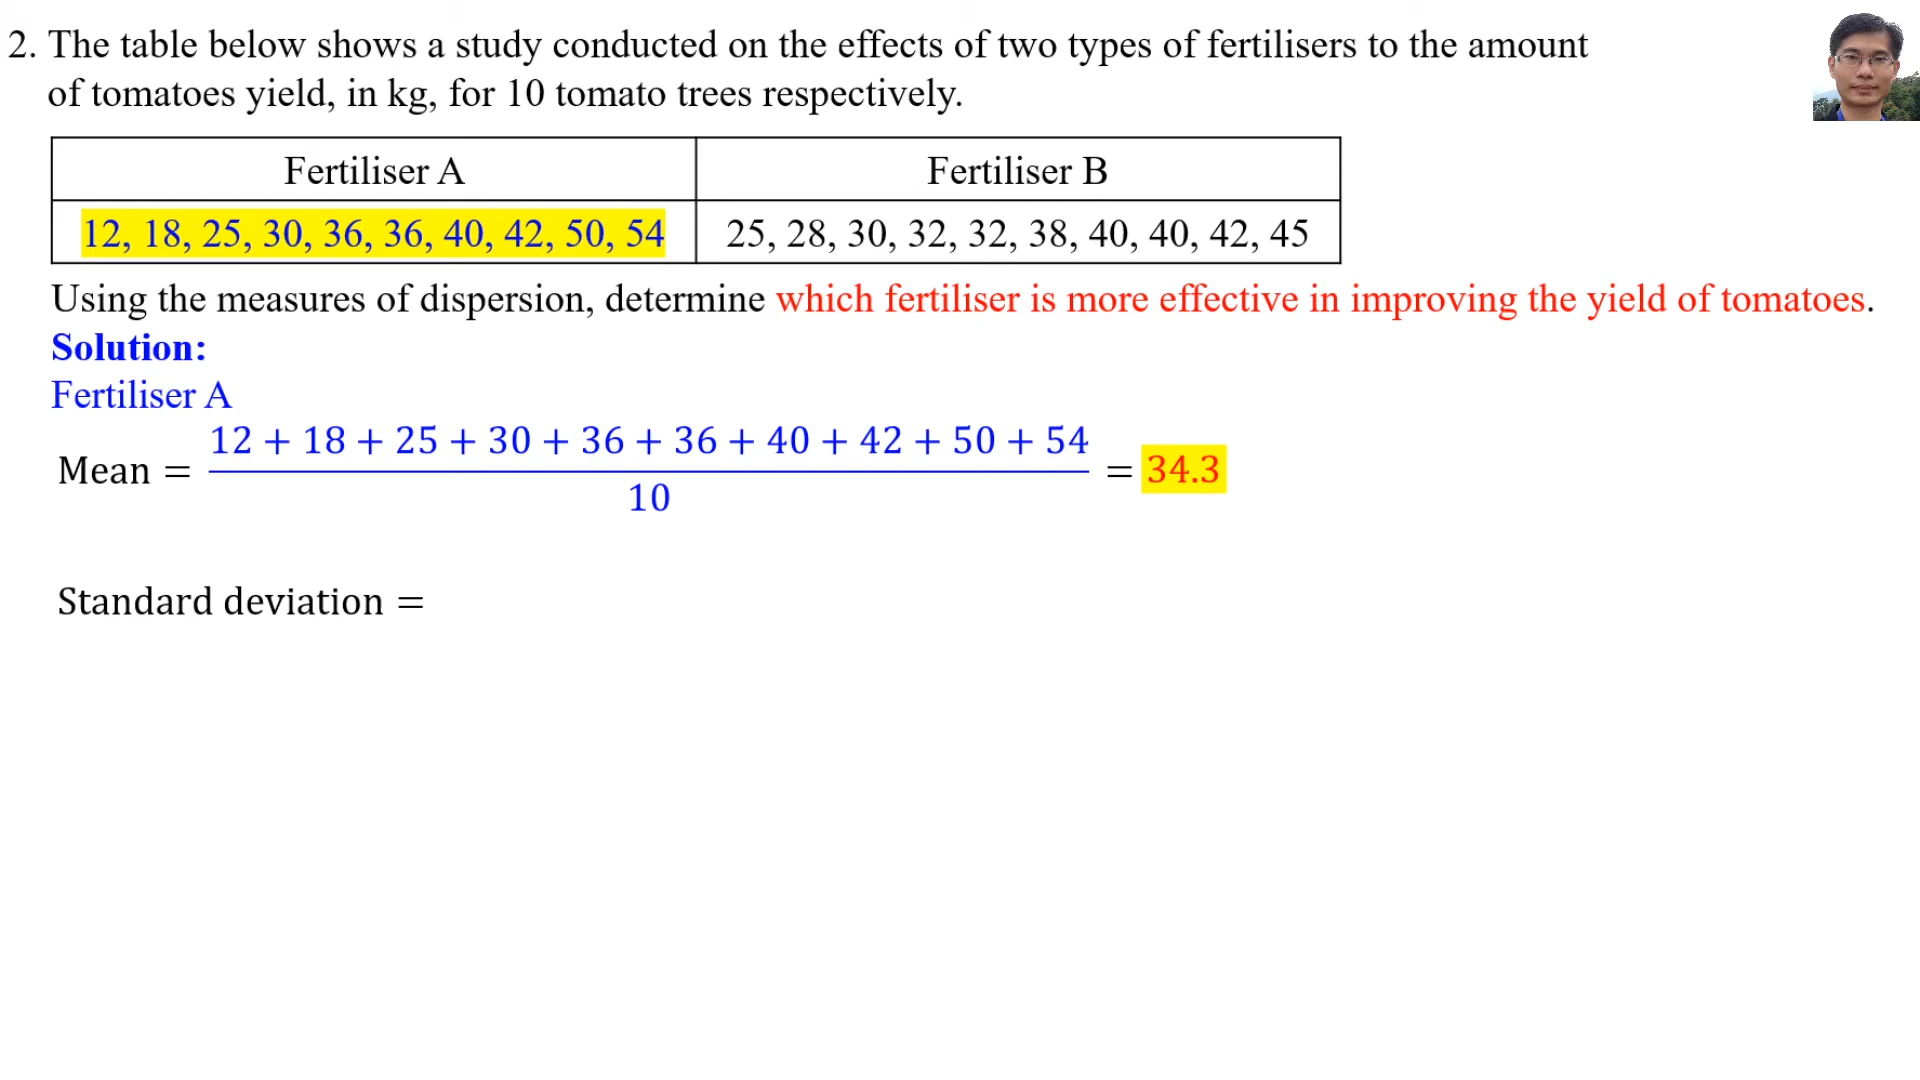 2. The table below shows a study conducted on the effects of two types of fertilisers to the amount
of tomatoes yield, in kg, for 10 tomato trees respectively.
Fertiliser A Fertiliser B
12, 18, 25, 30, 36, 36, 40, 42, 50, 54 25, 28, 30, 32, 32, 38, 40, 40, 42, 45
Using the measures of dispersion, determine which fertiliser is more effective in improving the yield of tomatoes.
Solution:
Fertiliser A
12 + 18 + 25 + 30 + 36 + 36 + 40 + 42 + 50 + 54
Mean = = 34.3
10
Standard deviation =